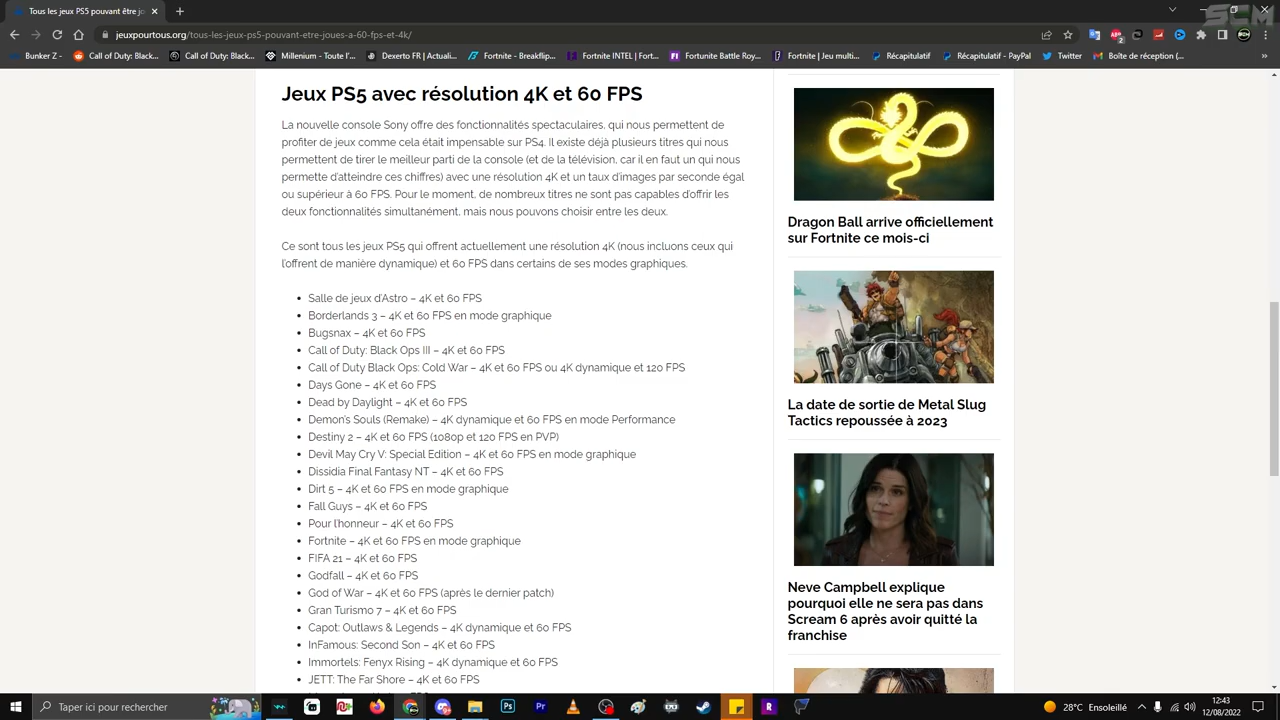 Tous les jeux PS5 pouvant être jo
jeuxpourtous.org/tous-les-jeux-ps5-pouvant-etre-joues-a-60-fps-et-4k/
Bunker Z -
Call of Duty: Black...
Call of Duty: Black...
Millenium - Toute l'...
Dexerto FR | Actuali...
Fortnite - Breakflip...
Fortnite INTEL | Fort...
Fortunite Battle Roy...
Fortnite | Jeu multi...
Récapitulatif
Récapitulatif - PayPal
Twitter
Boîte de réception (...
Jeux PS5 avec résolution 4K et 60 FPS
La nouvelle console Sony offre des fonctionnalités spectaculaires, qui nous permettent de
profiter de jeux comme cela était impensable sur PS4. Il existe déjà plusieurs titres qui nous
permettent de tirer le meilleur parti de la console (et de la télévision, car il en faut un qui nous
permette d'atteindre ces chiffres) avec une résolution 4K et un taux d'images par seconde égal
ou supérieur à 60 FPS. Pour le moment, de nombreux titres ne sont pas capables d'offrir les
deux fonctionnalités simultanément, mais nous pouvons choisir entre les deux.
Ce sont tous les jeux PS5 qui offrent actuellement une résolution 4K (nous incluons ceux qui
l'offrent de manière dynamique) et 60 FPS dans certains de ses modes graphiques.
Salle de jeux d'Astro – 4K et 60 FPS
Borderlands 3 – 4K et 60 FPS en mode graphique
Bugsnax – 4K et 60 FPS
Call of Duty: Black Ops III – 4K et 60 FPS
Call of Duty Black Ops: Cold War – 4K et 60 FPS ou 4K dynamique et 120 FPS
Days Gone – 4K et 60 FPS
Dead by Daylight – 4K et 60 FPS
Demon's Souls (Remake) – 4K dynamique et 60 FPS en mode Performance
Destiny 2 – 4K et 60 FPS (1080p et 120 FPS en PVP)
Devil May Cry V: Special Edition – 4K et 60 FPS en mode graphique
Dissidia Final Fantasy NT – 4K et 60 FPS
Dirt 5 – 4K et 60 FPS en mode graphique
Fall Guys – 4K et 60 FPS
Pour l'honneur – 4K et 60 FPS
Fortnite – 4K et 60 FPS en mode graphique
FIFA 21 – 4K et 60 FPS
Godfall – 4K et 60 FPS
God of War – 4K et 60 FPS (après le dernier patch)
Gran Turismo 7 – 4K et 60 FPS
Capot: Outlaws & Legends – 4K dynamique et 60 FPS
InFamous: Second Son – 4K et 60 FPS
Immortels: Fenyx Rising – 4K dynamique et 60 FPS
JETT: The Far Shore – 4K et 60 FPS
Dragon Ball arrive officiellement
sur Fortnite ce mois-ci
La date de sortie de Metal Slug
Tactics repoussée à 2023
Neve Campbell explique
pourquoi elle ne sera pas dans
Scream 6 après avoir quitté la
franchise
Taper ici pour rechercher
28°C Ensoleillé
12:43
12/08/2022